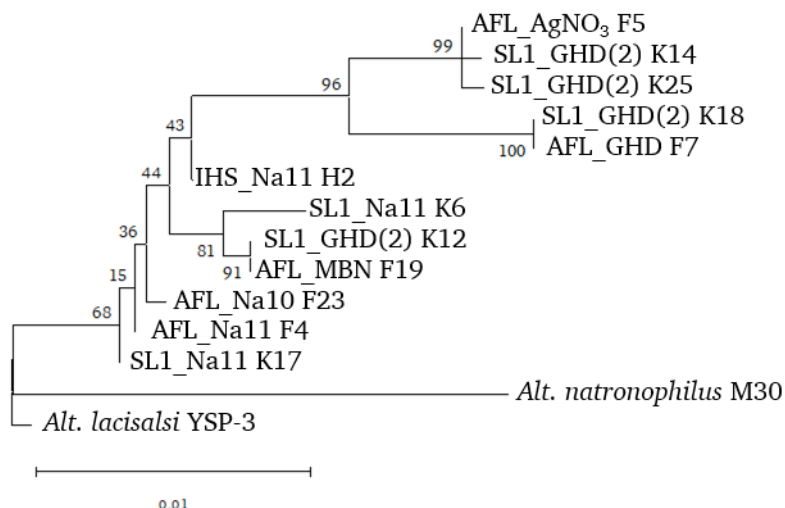 AFL_AgNO₃ F5
99
SL1_GHD(2) K14
96
SL1_GHD(2) K25
SL1_GHD(2) K18
43
100
AFL_GHD F7
44
IHS_Na11 H2
SL1_Na11 K6
36
81
SL1_GHD(2) K12
91
AFL_MBN F19
15
AFL_Na10 F23
68
AFL_Na11 F4
SL1_Na11 K17
Alt. natronophilus M30
Alt. lacisalsi YSP-3
0.01